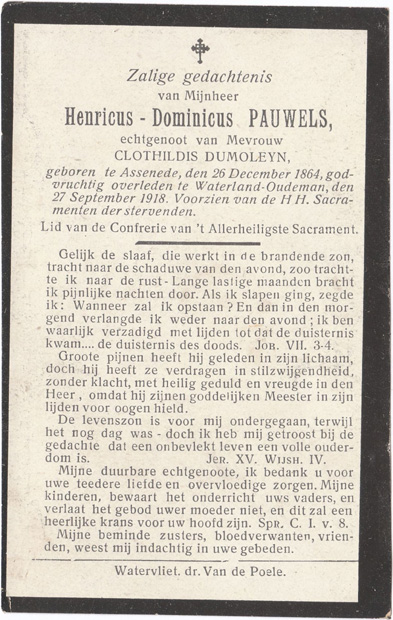 Zalige gedachtenis
van Mijnheer
Henricus - Dominicus PAUWELS,
echtgenoot van Mevrouw
CLOTHILDIS DUMOLEYN,
geboren te Assenede, den 26 December 1864, god-
vruchtig overleden te Waterland-Oudeman, den
27 September 1918. Voorzien van de H H. Sacra-
menten der stervenden.
Lid van de Confrerie van 't Allerheiligste Sacrament.
Gelijk de slaaf, die werkt in de brandende zon,
tracht naar de schaduwe van den avond, zoo tracht-
te ik naar de rust - Lange lastige maanden bracht
ik pijnlijke nachten door. Als ik slapen ging, zegde
ik: Wanneer zal ik opstaan? En dan in den mor-
gend verlangde ik weder naar den avond; ik ben
waarlijk verzadigd met lijden tot dat de duisternis
kwam.... de duisternis des doods. JOB. VII. 3-4.
Groote pijnen heeft hij geleden in zijn lichaam,
doch hij heeft ze verdragen in stilzwijgendheid,
zonder klacht, met heilig geduld en vreugde in den
Heer, omdat hij zijnen goddelijken Meester in zijn
lijden voor oogen hield.
De levenszon is voor mij ondergegaan, terwijl
het nog dag was - doch ik heb mij getroost bij de
gedachte dat een onbevlekt leven een volle ouder-
dom is. JER. XV. WIJSH. IV.
Mijne duurbare echtgenoote, ik bedank u voor
uwe teedere liefde en overvloedige zorgen. Mijne
kinderen, bewaart het onderricht uws vaders, en
verlaat het gebod uwer moeder niet, en dit zal een
heerlijke krans voor uw hoofd zijn. SPR. C. I. v. 8.
Mijne beminde zusters, bloedverwanten, vrien-
den, weest mij indachtig in uwe gebeden.
Watervliet. dr. Van de Poele.